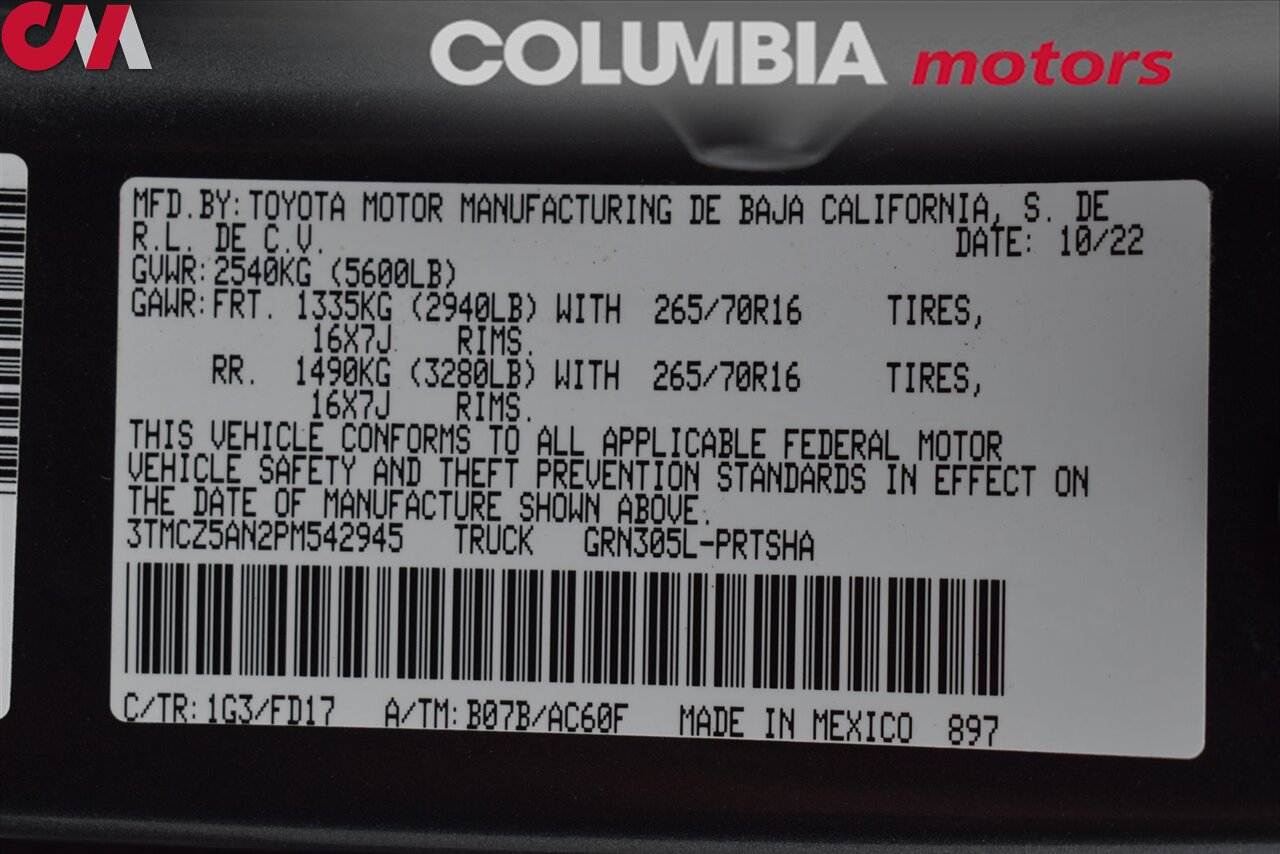 CM COLUMBIA motors
MFD.BY: TOYOTA MOTOR MANUFACTURING DE BAJA CALIFORNIA, S. DE
R.L. DE C.V. DATE: 10/22
GVWR: 2540KG (5600LB)
GAWR: FRT. 1335KG (2940LB) WITH 265/70R16 TIRES,
16X7J RIMS.
RR. 1490KG (3280LB) WITH 265/70R16 TIRES,
16X7J RIMS.
THIS VEHICLE CONFORMS TO ALL APPLICABLE FEDERAL MOTOR
VEHICLE SAFETY AND THEFT PREVENTION STANDARDS IN EFFECT ON
THE DATE OF MANUFACTURE SHOWN ABOVE.
3TMCZ5AN2PM542945 TRUCK GRN305L-PRTSHA
C/TR: 1G3/FD17 A/TM: B07B/AC60F MADE IN MEXICO 897